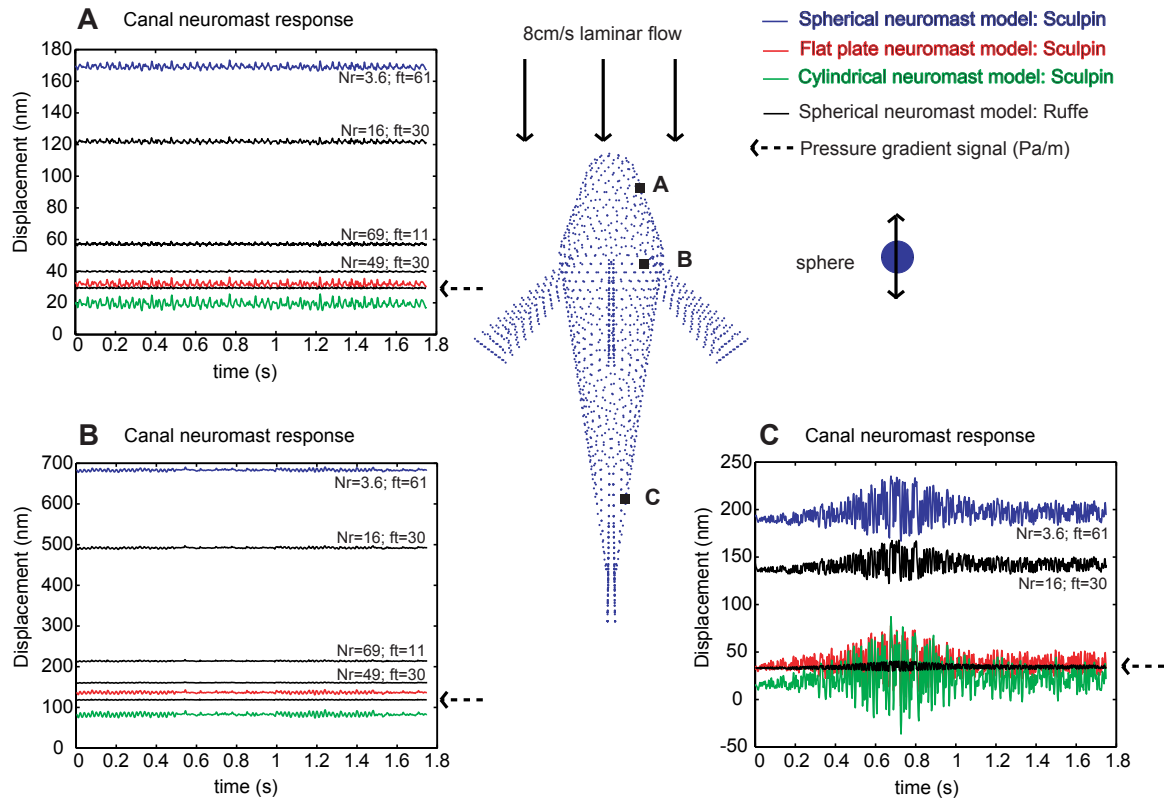 A Canal neuromast response
180
160
140
120
100
80
60
40
20
0
Displacement (nm)
Nr=3.6; ft=61
Nr=16; ft=30
Nr=69; ft=11
Nr=49; ft=30
0 0.2 0.4 0.6 0.8 1 1.2 1.4 1.6 1.8
time (s)
8cm/s laminar flow
A
B
C
Spherical neuromast model: Sculpin
Flat plate neuromast model: Sculpin
Cylindrical neuromast model: Sculpin
Spherical neuromast model: Ruffe
Pressure gradient signal (Pa/m)
sphere
B Canal neuromast response
700
600
500
400
300
200
100
0
Displacement (nm)
Nr=3.6; ft=61
Nr=16; ft=30
Nr=69; ft=11
Nr=49; ft=30
0 0.2 0.4 0.6 0.8 1 1.2 1.4 1.6 1.8
time (s)
C Canal neuromast response
250
200
150
100
50
0
-50
Displacement (nm)
Nr=3.6; ft=61
Nr=16; ft=30
0 0.2 0.4 0.6 0.8 1 1.2 1.4 1.6 1.8
time (s)